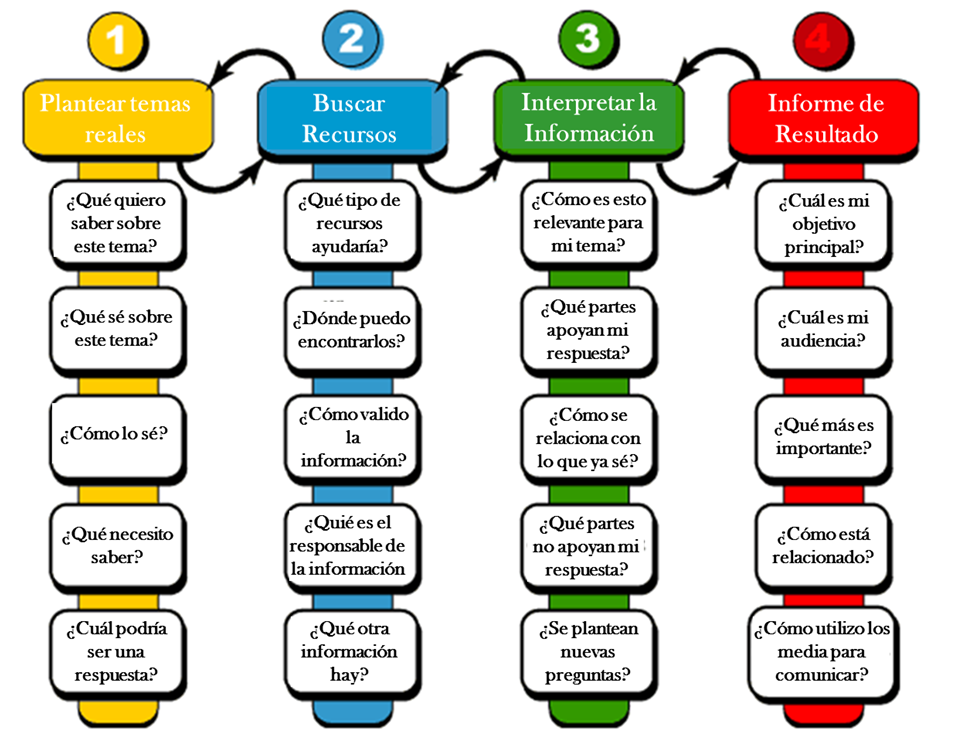 1
Plantear temas
reales
¿Qué quiero
saber sobre
este tema?
¿Qué sé sobre
este tema?
¿Cómo lo sé?
¿Qué necesito
saber?
¿Cuál podría
ser una
respuesta?
2
Buscar
Recursos
¿Qué tipo de
recursos
ayudaría?
¿Dónde puedo
encontrarlos?
¿Cómo valido
la
información?
¿Quié es el
responsable de
la información
¿Qué otra
información
hay?
3
Interpretar la
Información
¿Cómo es esto
relevante para
mi tema?
¿Qué partes
apoyan mi
respuesta?
¿Cómo se
relaciona con
lo que ya sé?
¿Qué partes
no apoyan mi
respuesta?
¿Se plantean
nuevas
preguntas?
4
Informe de
Resultado
¿Cuál es mi
objetivo
principal?
¿Cuál es mi
audiencia?
¿Qué más es
importante?
¿Cómo está
relacionado?
¿Cómo utilizo los
media para
comunicar?